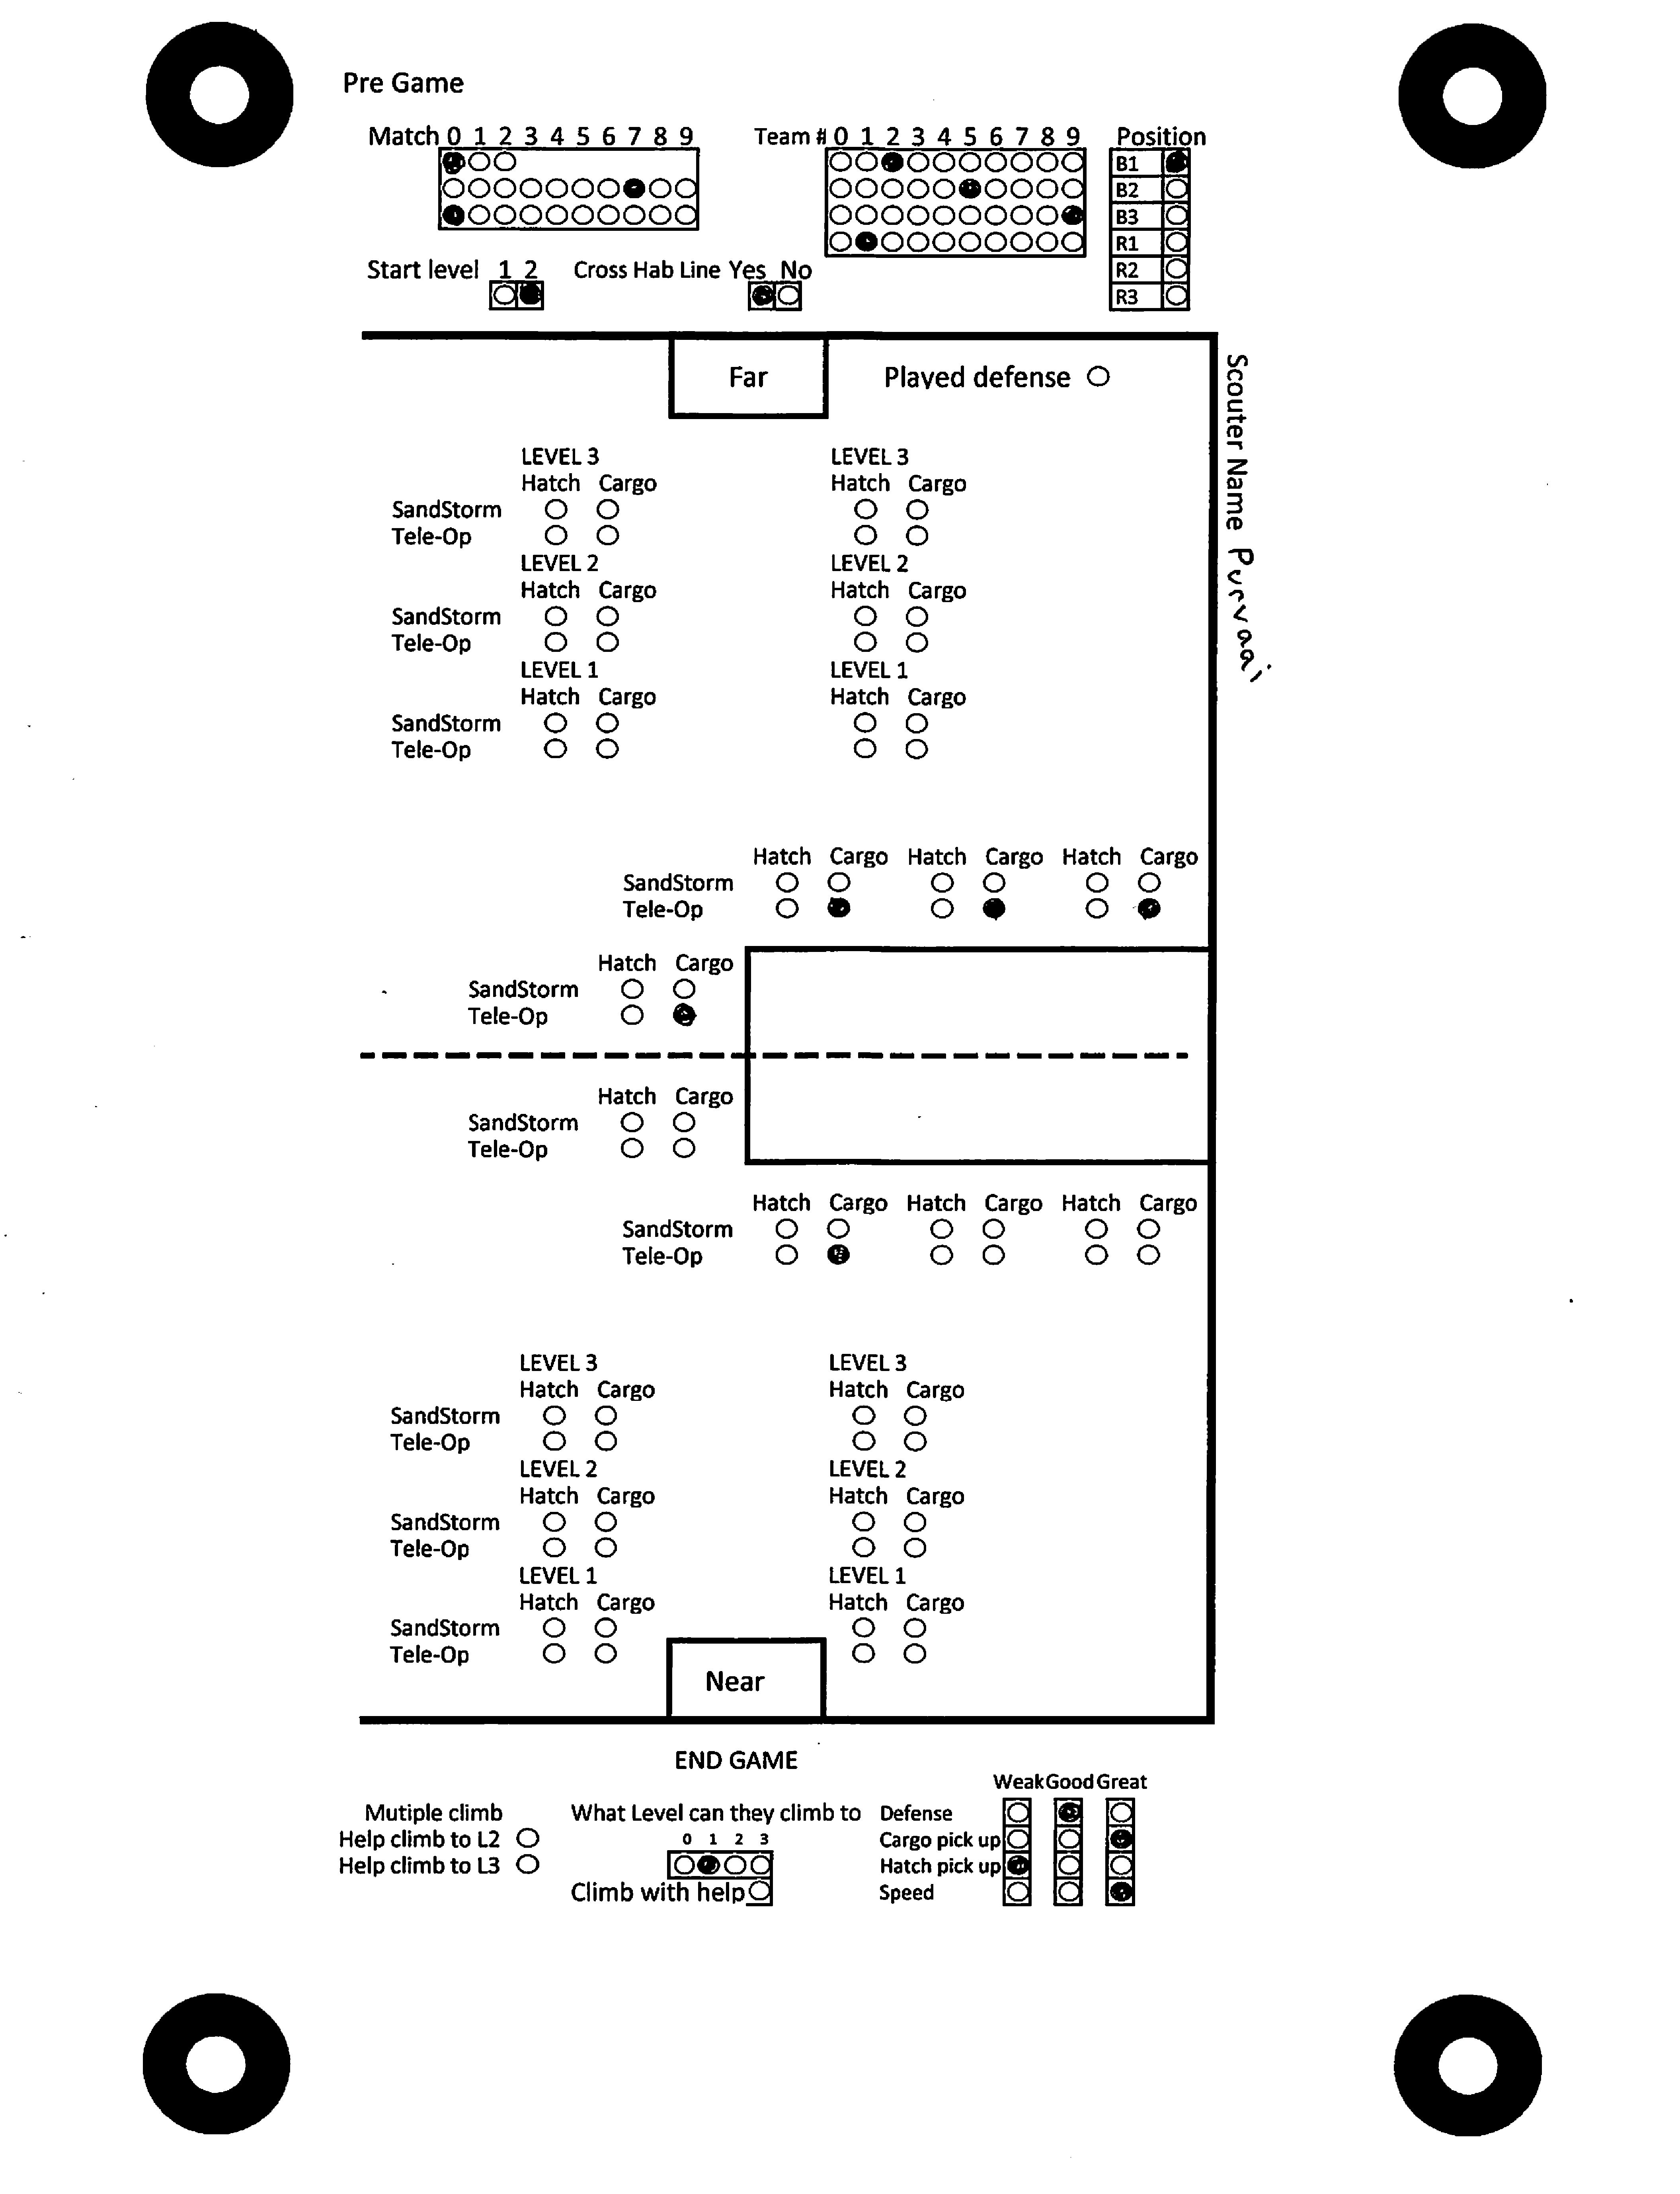 Pre Game
Match 0 1 2 3 4 5 6 7 8 9
Team # 0 1 2 3 4 5 6 7 8 9
Position
B1
B2
B3
R1
R2
R3
Start level 1 2
Cross Hab Line Yes No
Far
Played defense
Scouter Name
LEVEL 3 LEVEL 3
Hatch Cargo Hatch Cargo
SandStorm
Tele-Op
LEVEL 2 LEVEL 2
Hatch Cargo Hatch Cargo
SandStorm
Tele-Op
LEVEL 1 LEVEL 1
Hatch Cargo Hatch Cargo
SandStorm
Tele-Op
Hatch Cargo Hatch Cargo Hatch Cargo
SandStorm
Tele-Op
Hatch Cargo
SandStorm
Tele-Op
Hatch Cargo
SandStorm
Tele-Op
Hatch Cargo Hatch Cargo Hatch Cargo
SandStorm
Tele-Op
LEVEL 3 LEVEL 3
Hatch Cargo Hatch Cargo
SandStorm
Tele-Op
LEVEL 2 LEVEL 2
Hatch Cargo Hatch Cargo
SandStorm
Tele-Op
LEVEL 1 LEVEL 1
Hatch Cargo Hatch Cargo
SandStorm
Tele-Op
Near
END GAME
Mutiple climb
Help climb to L2
Help climb to L3
What Level can they climb to
0 1 2 3
Climb with help
Weak Good Great
Defense
Cargo pick up
Hatch pick up
Speed